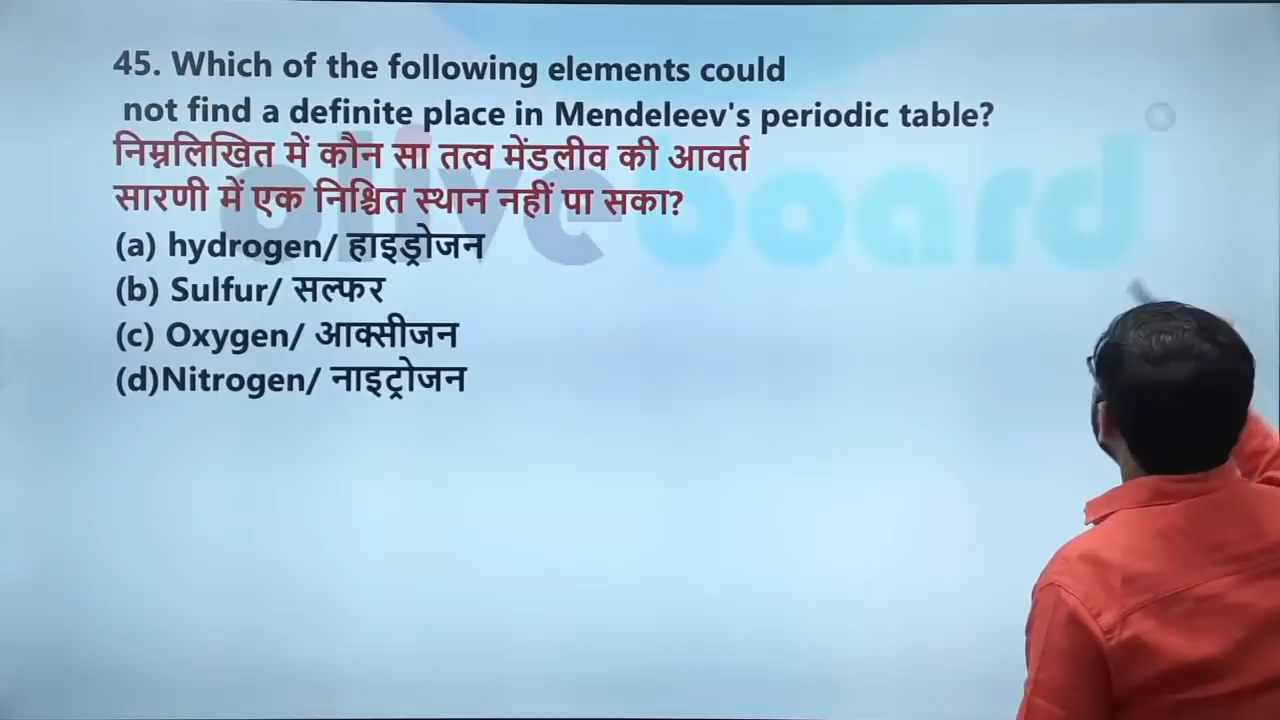 45. Which of the following elements could
not find a definite place in Mendeleev's periodic table?
निम्नलिखित में कौन सा तत्व मेंडलीव की आवर्त
सारणी में एक निश्चित स्थान नहीं पा सका?
(a) hydrogen/ हाइड्रोजन
(b) Sulfur/ सल्फर
(c) Oxygen/ आक्सीजन
(d)Nitrogen/ नाइट्रोजन
oliveboard